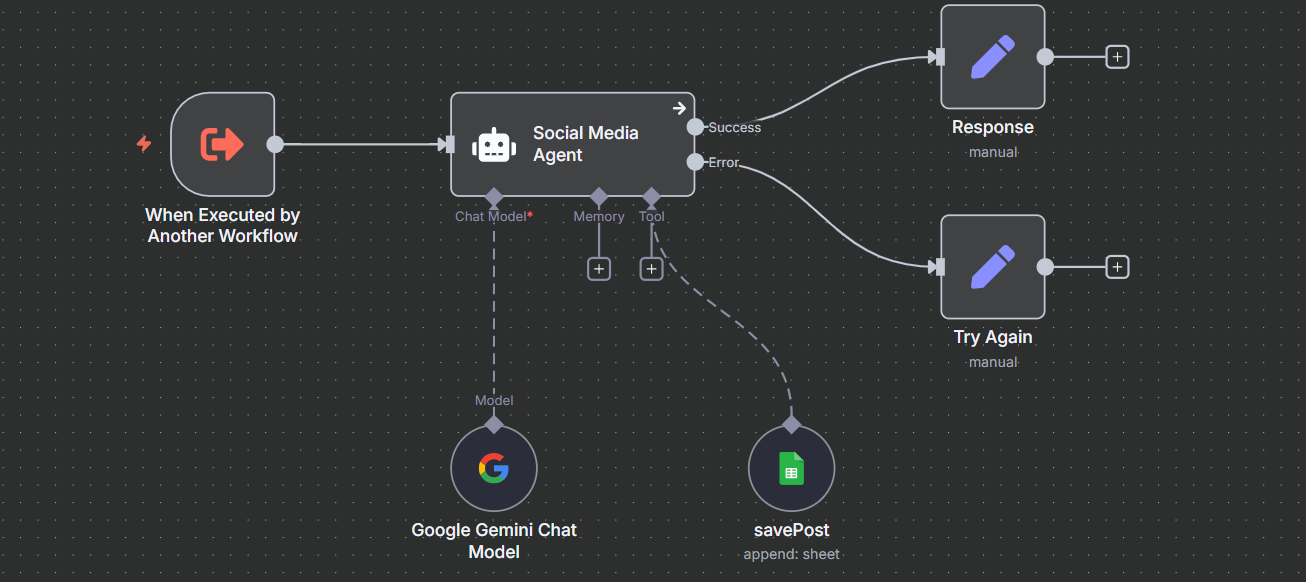 Response
manual
When Executed by
Another Workflow
Social Media
Agent
Success
Error
Chat Model*
Memory
Tool
Try Again
manual
Model
Google Gemini Chat
Model
savePost
append: sheet